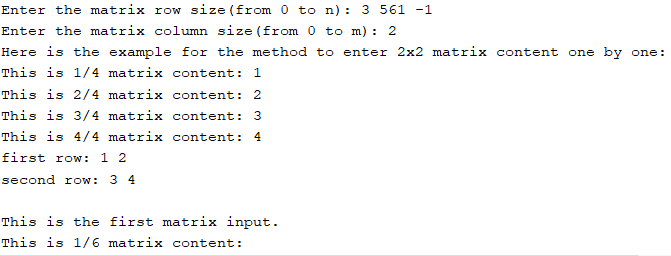 Enter the matrix row size(from 0 to n): 3 561 -1
Enter the matrix column size(from 0 to m): 2
Here is the example for the method to enter 2x2 matrix content one by one:
This is 1/4 matrix content: 1
This is 2/4 matrix content: 2
This is 3/4 matrix content: 3
This is 4/4 matrix content: 4
first row: 1 2
second row: 3 4
This is the first matrix input.
This is 1/6 matrix content: